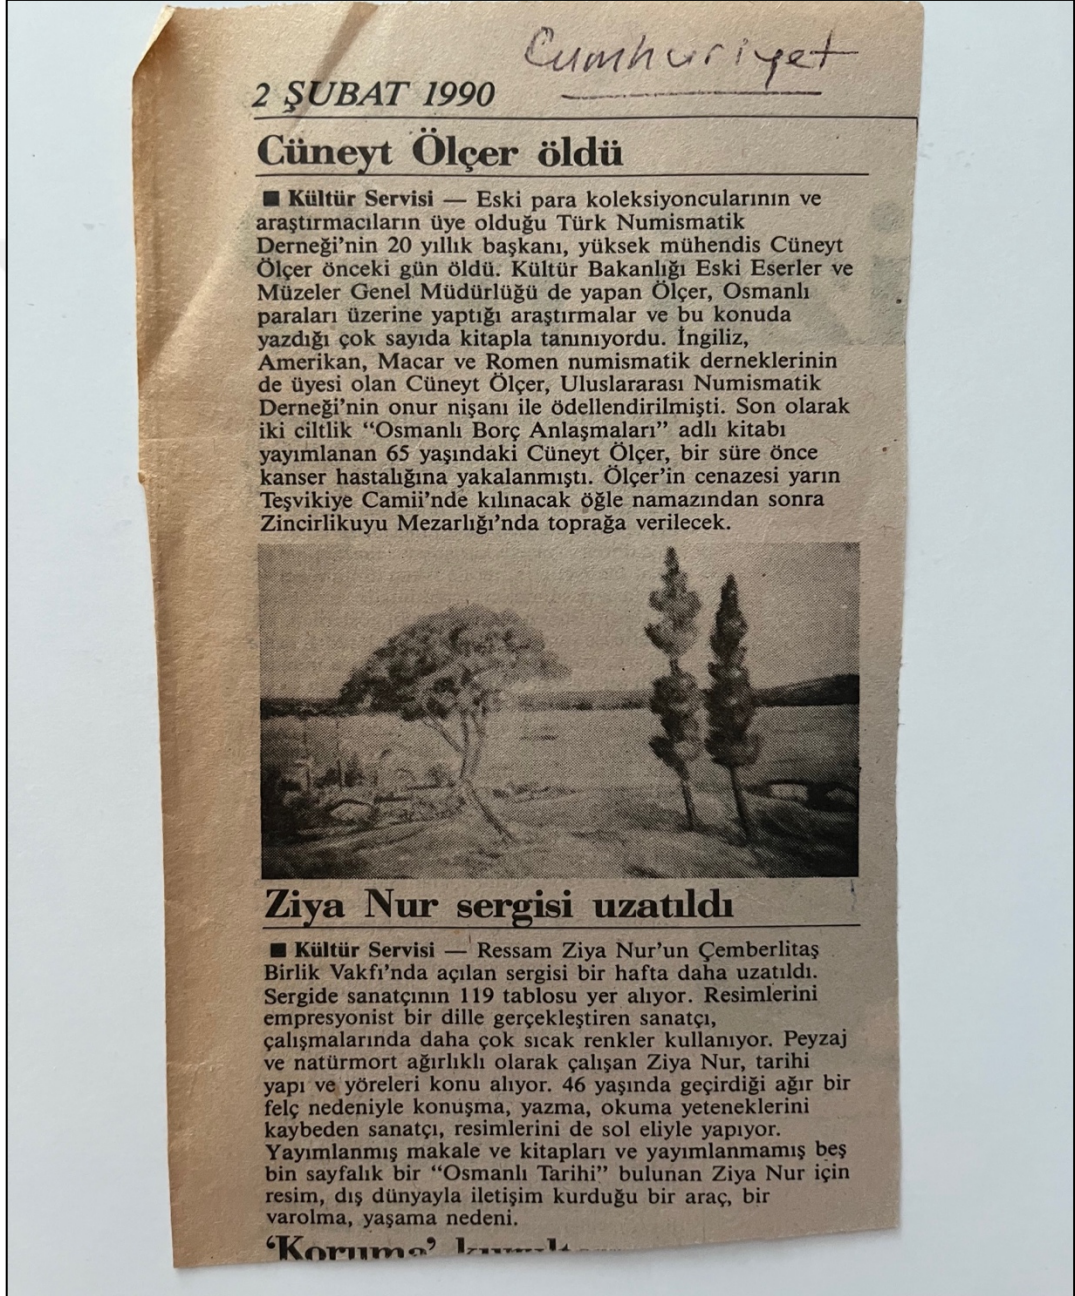 Cumhuriyet
2 ŞUBAT 1990
Cüneyt Ölçer öldü
■ Kültür Servisi — Eski para koleksiyoncularının ve
araştırmacıların üye olduğu Türk Numismatik
Derneği’nin 20 yıllık başkanı, yüksek mühendis Cüneyt
Ölçer önceki gün öldü. Kültür Bakanlığı Eski Eserler ve
Müzeler Genel Müdürlüğü de yapan Ölçer, Osmanlı
paraları üzerine yaptığı araştırmalar ve bu konuda
yazdığı çok sayıda kitapla tanınıyordu. İngiliz,
Amerikan, Macar ve Romen numismatik derneklerinin
de üyesi olan Cüneyt Ölçer, Uluslararası Numismatik
Derneği’nin onur nişanı ile ödellendirilmişti. Son olarak
iki ciltlik “Osmanlı Borç Anlaşmaları” adlı kitabı
yayımlanan 65 yaşındaki Cüneyt Ölçer, bir süre önce
kanser hastalığına yakalanmıştı. Ölçer’in cenazesi yarın
Teşvikiye Camii’nde kılınacak öğle namazından sonra
Zincirlikuyu Mezarlığı’nda toprağa verilecek.
Ziya Nur sergisi uzatıldı
■ Kültür Servisi — Ressam Ziya Nur’un Çemberlitaş
Birlik Vakfı’nda açılan sergisi bir hafta daha uzatıldı.
Sergide sanatçının 119 tablosu yer alıyor. Resimlerini
empresyonist bir dille gerçekleştiren sanatçı,
çalışmalarında daha çok sıcak renkler kullanıyor. Peyzaj
ve natürmort ağırlıklı olarak çalışan Ziya Nur, tarihi
yapı ve yöreleri konu alıyor. 46 yaşında geçirdiği ağır bir
felç nedeniyle konuşma, yazma, okuma yeteneklerini
kaybeden sanatçı, resimlerini de sol eliyle yapıyor.
Yayımlanmış makale ve kitapları ve yayımlanmamış beş
bin sayfalık bir “Osmanlı Tarihi” bulunan Ziya Nur için
resim, dış dünyayla iletişim kurduğu bir araç, bir
varolma, yaşama nedeni.
‘Koruma’